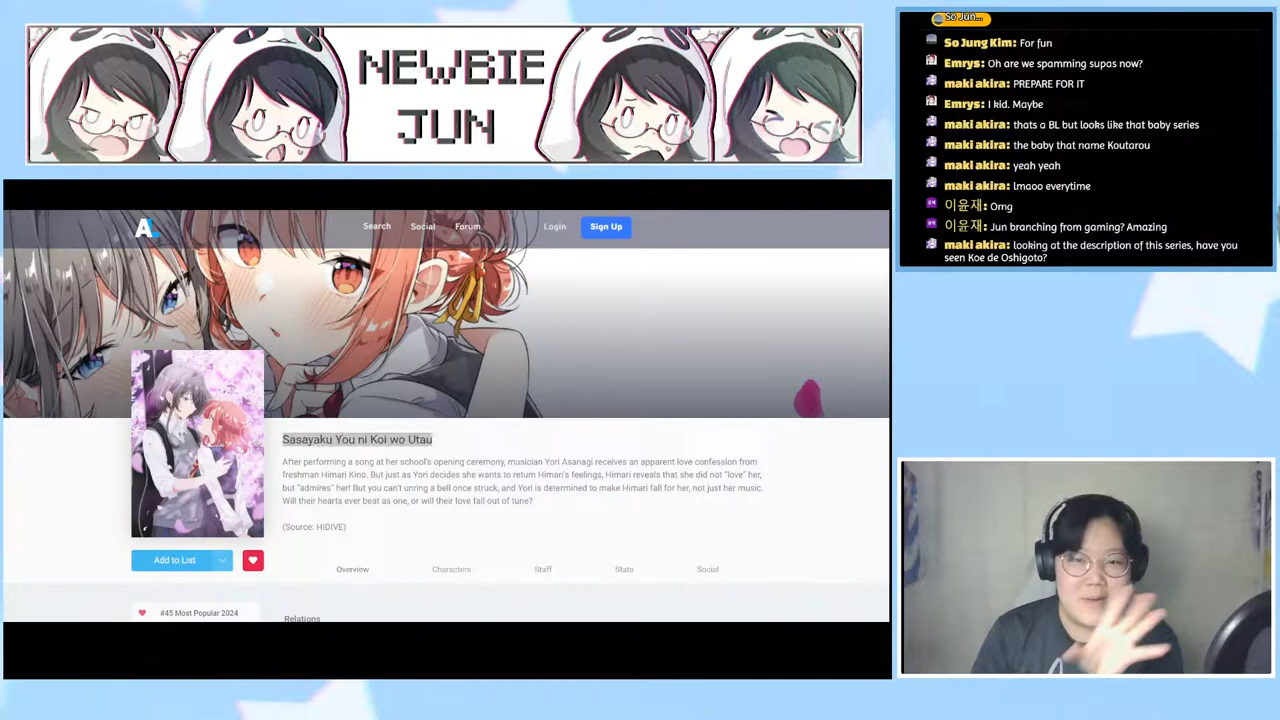 NEWBIE
JUN
So Jun...
So Jung Kim: For fun
Emrys: Oh are we spamming supas now?
maki akira: PREPARE FOR IT
Emrys: I kid. Maybe
maki akira: thats a BL but looks like that baby series
maki akira: the baby that name Koutarou
maki akira: yeah yeah
maki akira: lmaoo everytime
이윤재: Omg
이윤재: Jun branching from gaming? Amazing
maki akira: looking at the description of this series, have you
seen Koe de Oshigoto?
AL
Search Social Forum Login Sign Up
Sasayaku You ni Koi wo Utau
After performing a song at her school's opening ceremony, musician Yori Asanagi receives an apparent love confession from
freshman Himari Kino. But just as Yori decides she wants to return Himari's feelings, Himari reveals that she did not "love" her,
but "admires" her! But you can't unring a bell once struck, and Yori is determined to make Himari fall for her, not just her music.
Will their hearts ever beat as one, or will their love fall out of tune?
(Source: HIDIVE)
Add to List
Overview Characters Staff Stats Social
#45 Most Popular 2024
Relations